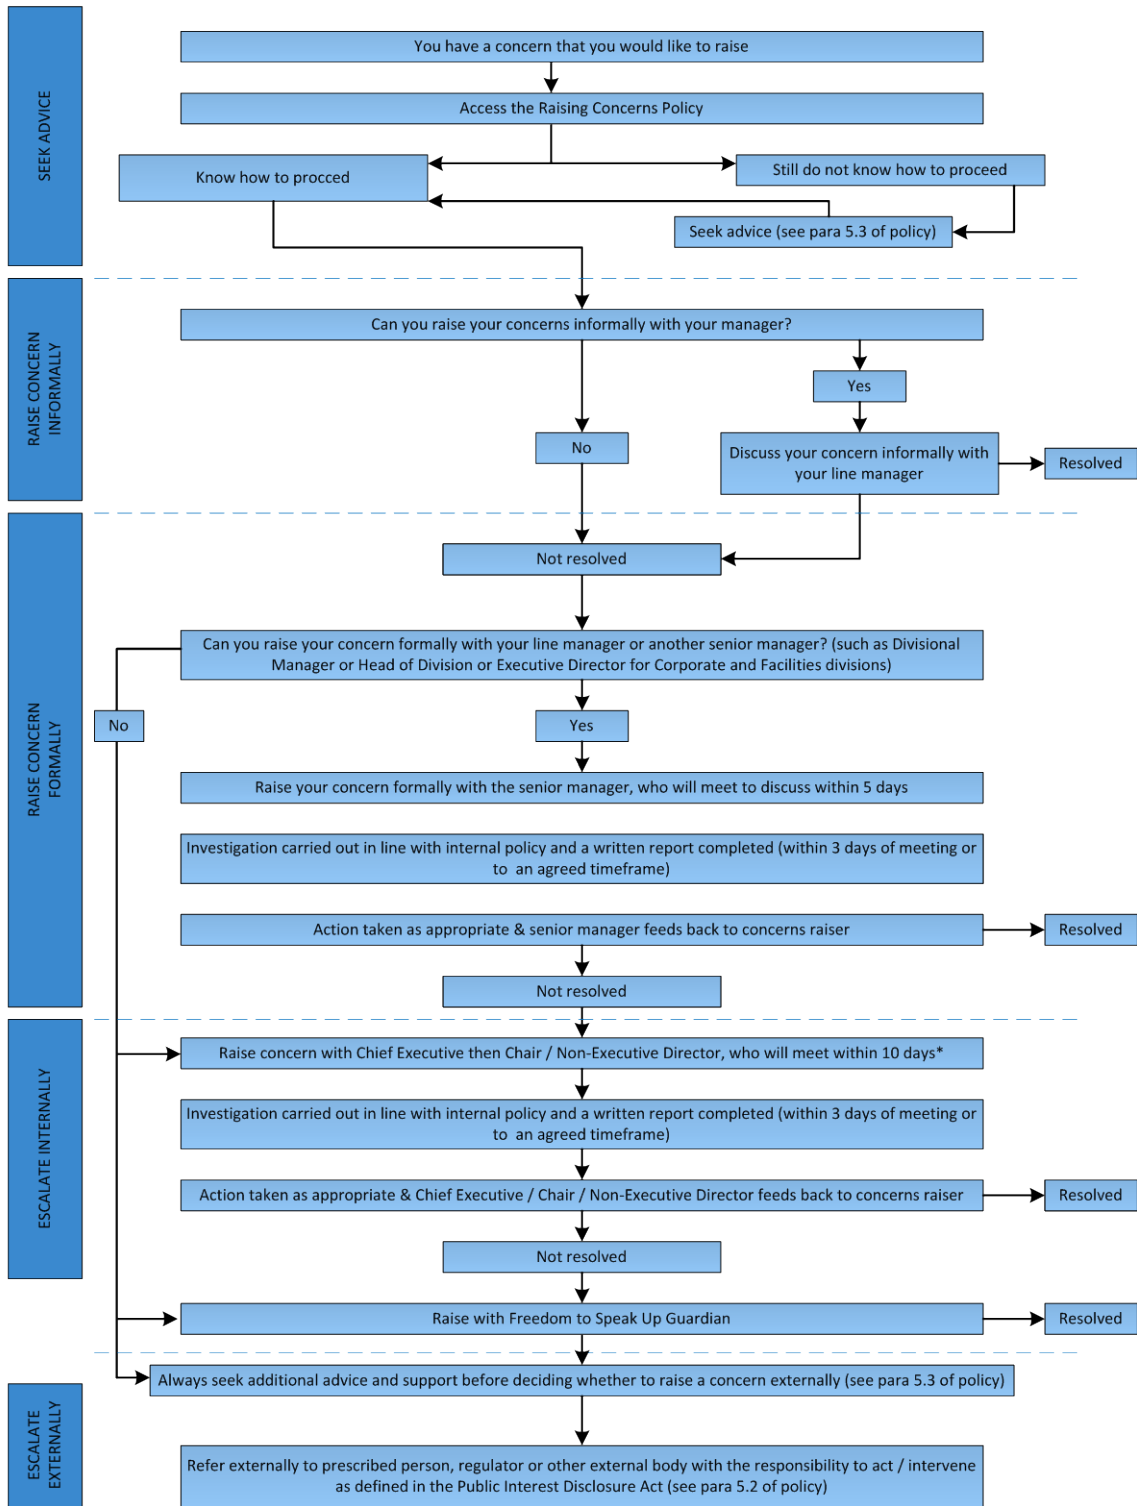 SEEK ADVICE
You have a concern that you would like to raise
Access the Raising Concerns Policy
Know how to procced
Still do not know how to proceed
Seek advice (see para 5.3 of policy)
RAISE CONCERN
INFORMALLY
Can you raise your concerns informally with your manager?
Yes
No
Discuss your concern informally with
your line manager
Resolved
RAISE CONCERN
FORMALLY
Not resolved
Can you raise your concern formally with your line manager or another senior manager? (such as Divisional
Manager or Head of Division or Executive Director for Corporate and Facilities divisions)
No
Yes
Raise your concern formally with the senior manager, who will meet to discuss within 5 days
Investigation carried out in line with internal policy and a written report completed (within 3 days of meeting or
to an agreed timeframe)
Action taken as appropriate & senior manager feeds back to concerns raiser
Resolved
Not resolved
ESCALATE INTERNALLY
Raise concern with Chief Executive then Chair / Non-Executive Director, who will meet within 10 days*
Investigation carried out in line with internal policy and a written report completed (within 3 days of meeting or
to an agreed timeframe)
Action taken as appropriate & Chief Executive / Chair / Non-Executive Director feeds back to concerns raiser
Resolved
Not resolved
Raise with Freedom to Speak Up Guardian
Resolved
ESCALATE
EXTERNALLY
Always seek additional advice and support before deciding whether to raise a concern externally (see para 5.3 of policy)
Refer externally to prescribed person, regulator or other external body with the responsibility to act / intervene
as defined in the Public Interest Disclosure Act (see para 5.2 of policy)